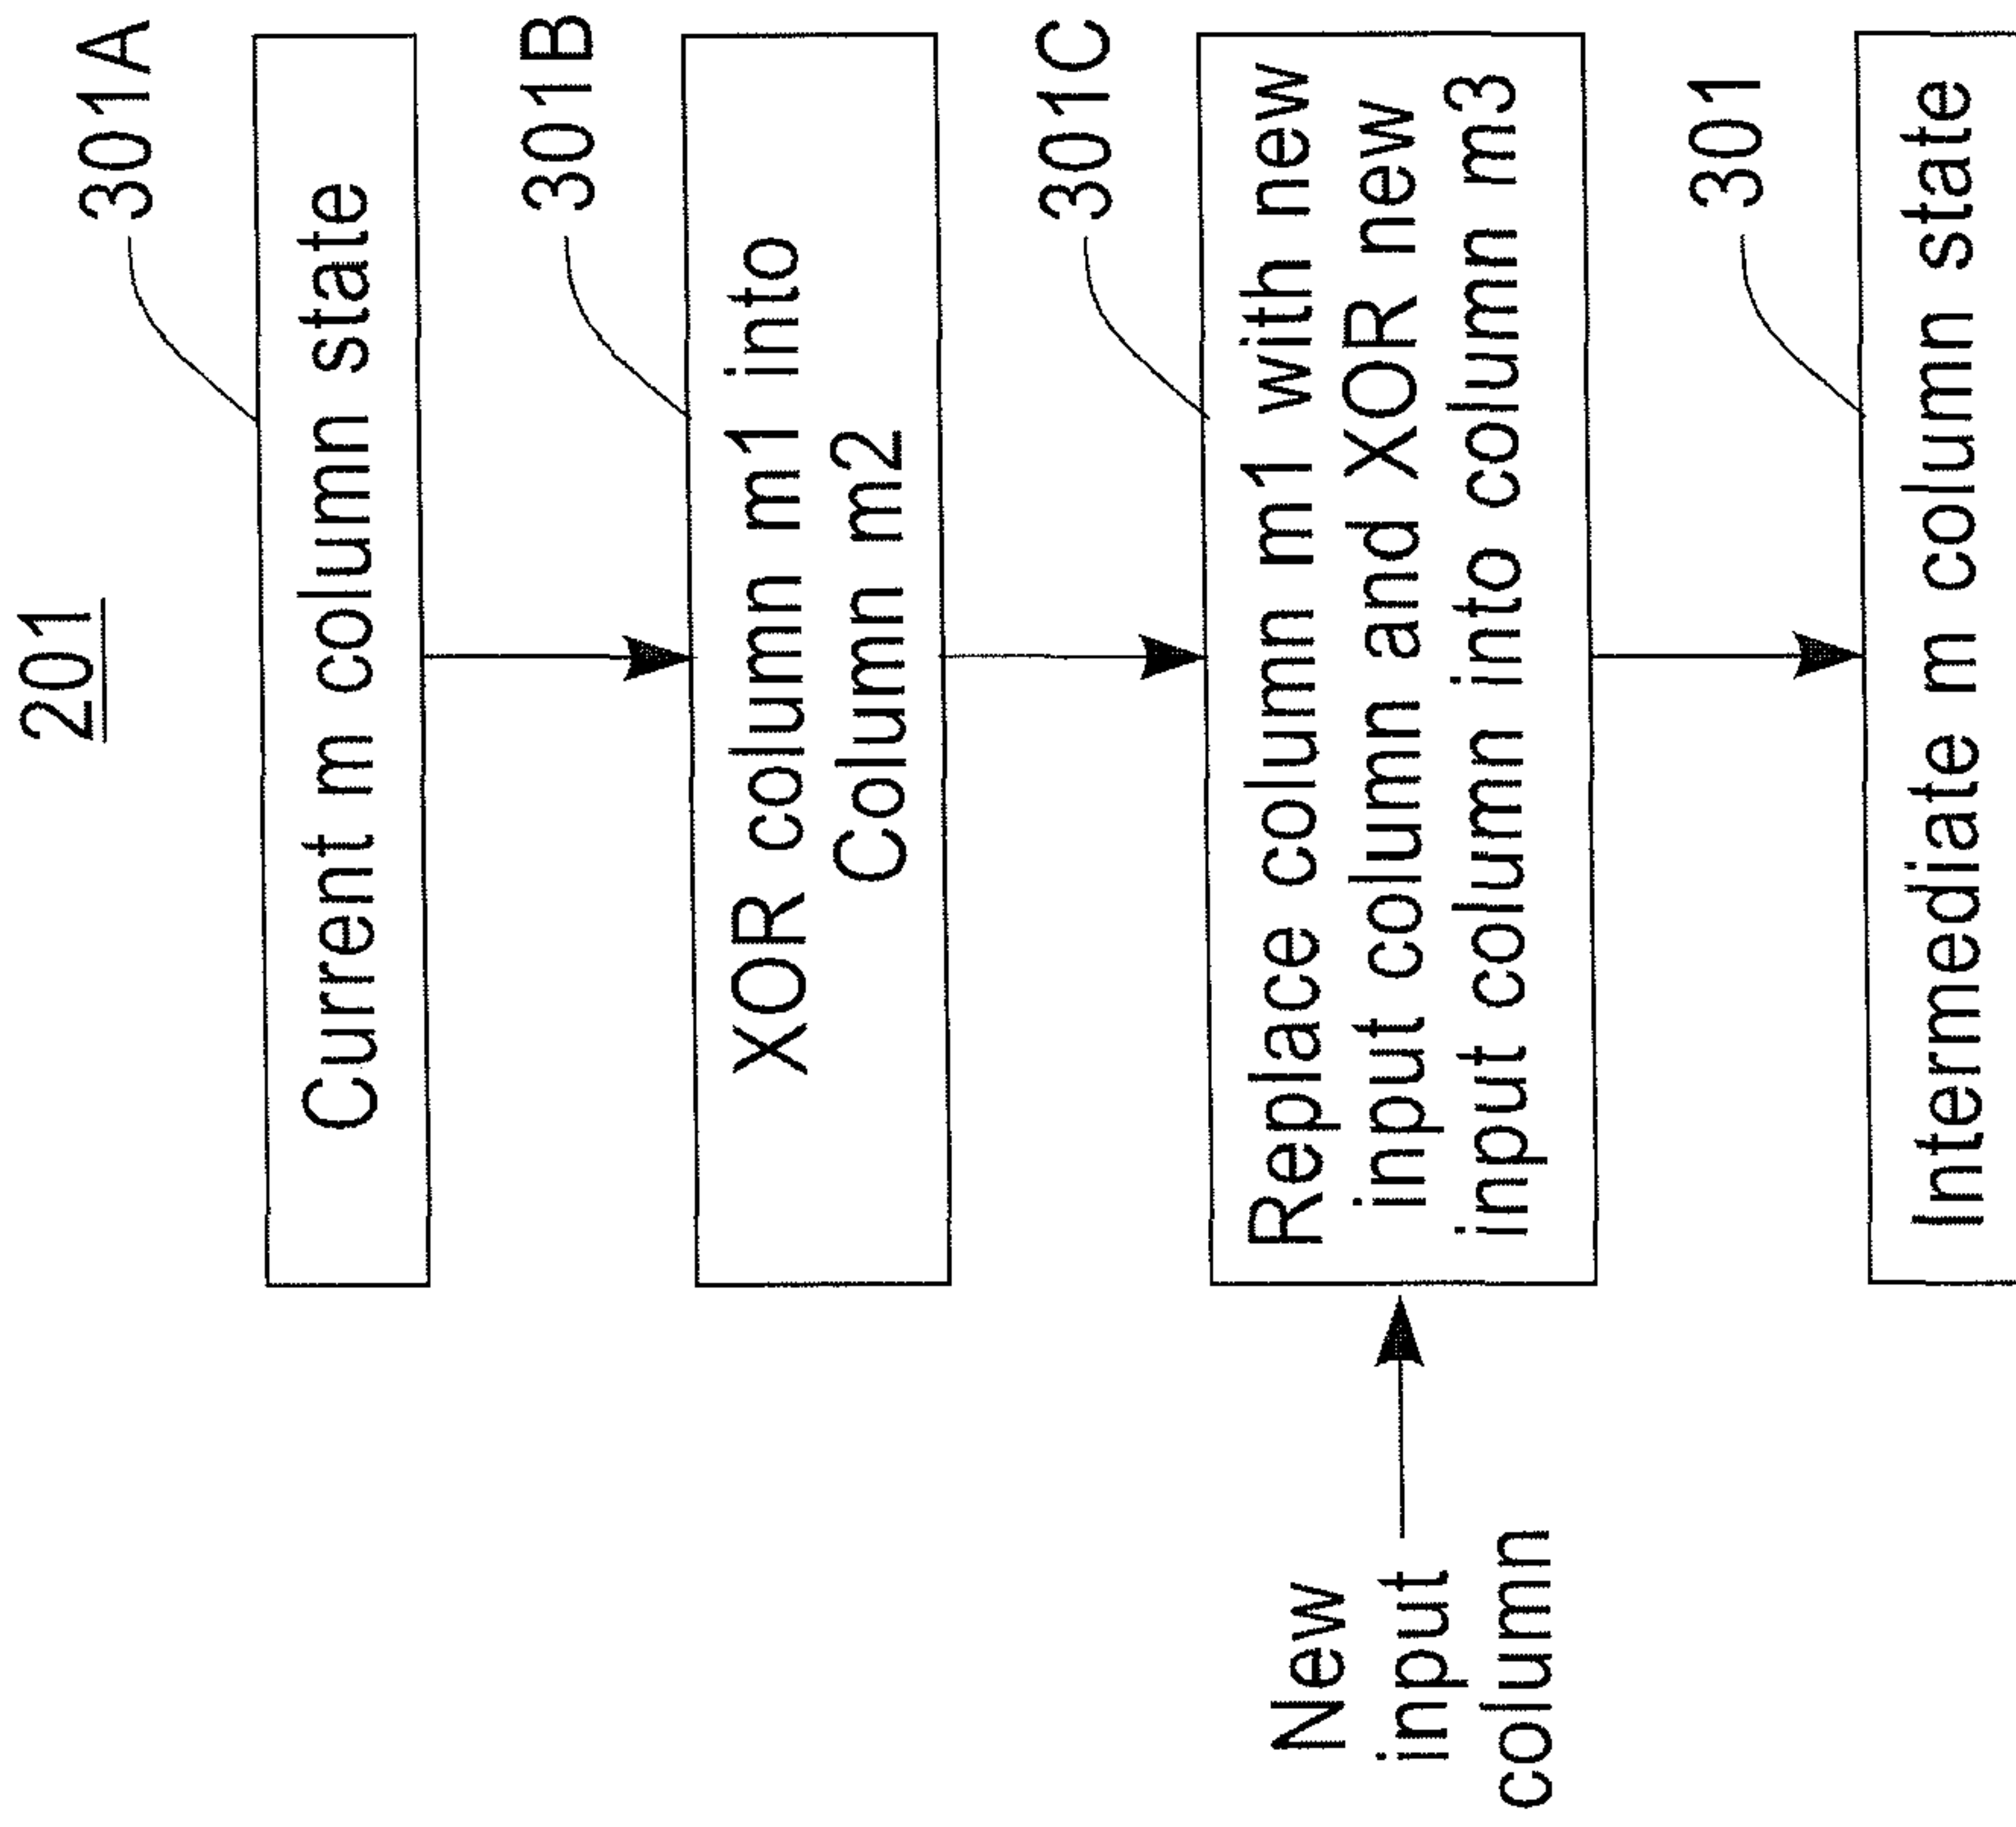 201
301A
Current m column state
301B
XOR column m1 into
Column m2
301C
Replace column m1 with new
input column and XOR new
input column into column m3
New
input
column
301
Intermediate m column state